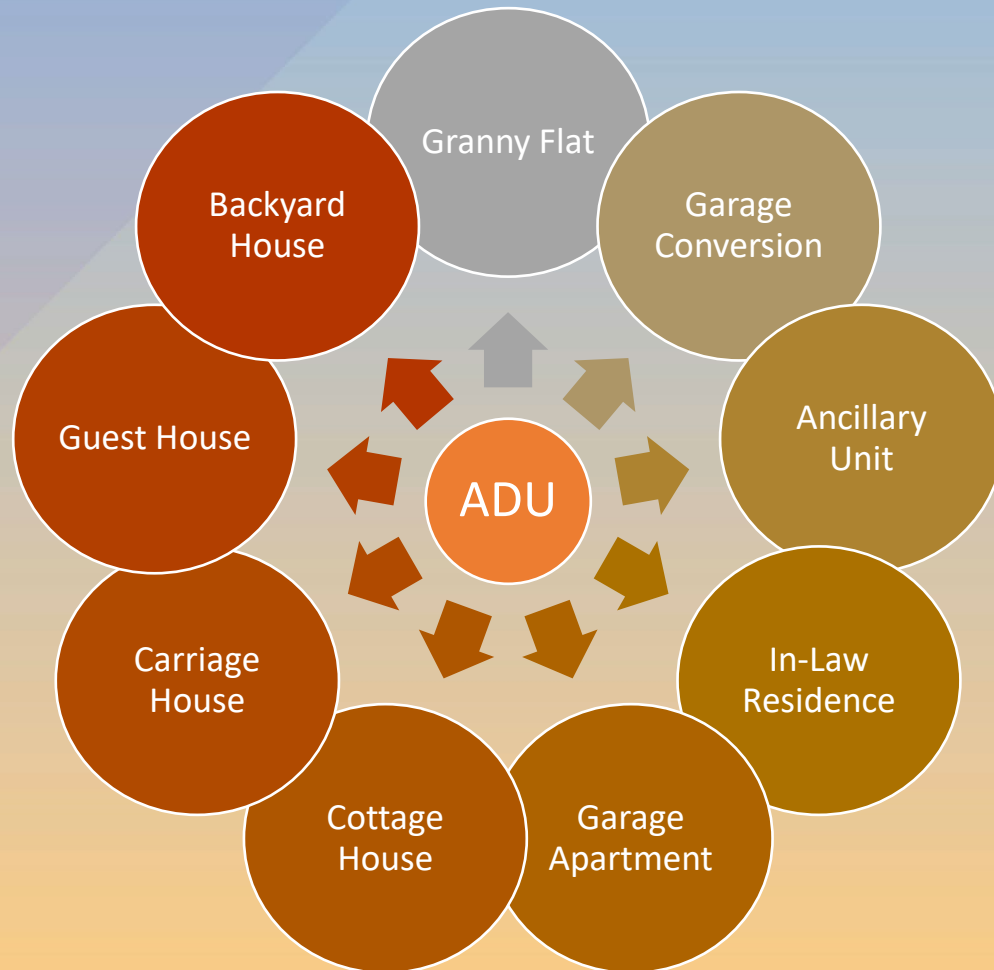 Granny Flat
Garage
Conversion
Ancillary
Unit
In-Law
Residence
Garage
Apartment
Cottage
House
Carriage
House
Guest House
Backyard
House
ADU